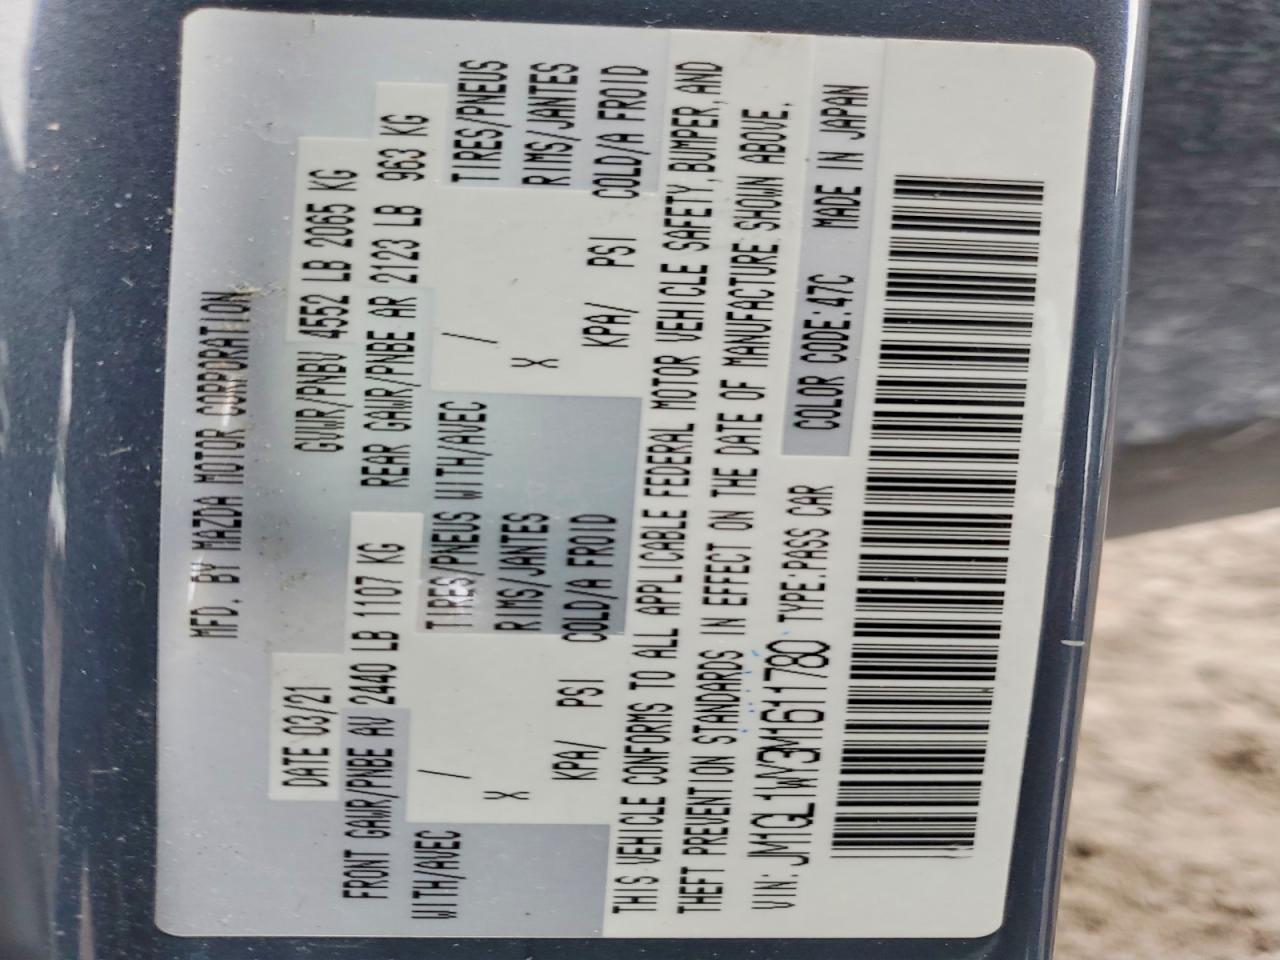 MFD. BY MAZDA MOTOR CORPORATION
DATE 03/21 GVWR/PNBV 4552 LB 2065 KG
FRONT GAWR/PNBE AV 2440 LB 1107 KG REAR GAWR/PNBE AR 2123 LB 963 KG
WITH/AVEC / TIRES/PNEUS WITH/AVEC / TIRES/PNEUS
X RIMS/JANTES X RIMS/JANTES
KPA/ PSI COLD/A FROID KPA/ PSI COLD/A FROID
THIS VEHICLE CONFORMS TO ALL APPLICABLE FEDERAL MOTOR VEHICLE SAFETY,BUMPER,AND
THEFT PREVENTION STANDARDS IN EFFECT ON THE DATE OF MANUFACTURE SHOWN ABOVE.
VIN: JM1GL1WY3M1611780 TYPE:PASS CAR COLOR CODE:47C MADE IN JAPAN